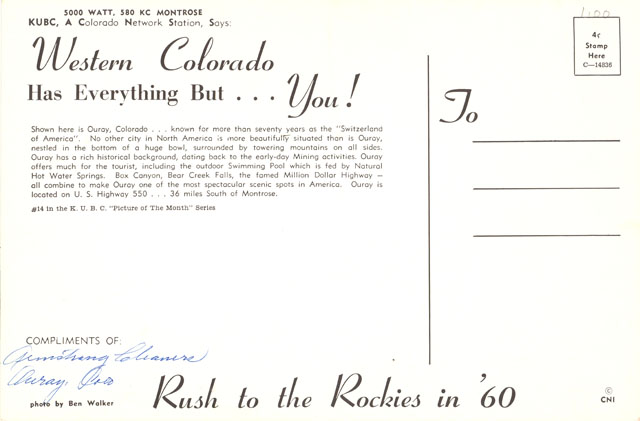 5000 WATT, 580 KC MONTROSE
KUBC, A Colorado Network Station, Says:
Western Colorado
Has Everything But . . . You!
Shown here is Ouray, Colorado . . . known for more than seventy years as the "Switzerland
of America". No other city in North America is more beautifully situated than is Ouray,
nestled in the bottom of a huge bowl, surrounded by towering mountains on all sides.
Ouray has a rich historical background, dating back to the early-day Mining activities. Ouray
offers much for the tourist, including the outdoor Swimming Pool which is fed by Natural
Hot Water Springs. Box Canyon, Bear Creek Falls, the famed Million Dollar Highway —
all combine to make Ouray one of the most spectacular scenic spots in America. Ouray is
located on U. S. Highway 550 . . . 36 miles South of Montrose.
#14 in the K. U. B. C. "Picture of The Month" Series
COMPLIMENTS OF:
Armstrong Cleaners
Ouray, Colo
photo by Ben Walker
Rush to the Rockies in '60
1.00
4c
Stamp
Here
C—14836
To
©
CNI